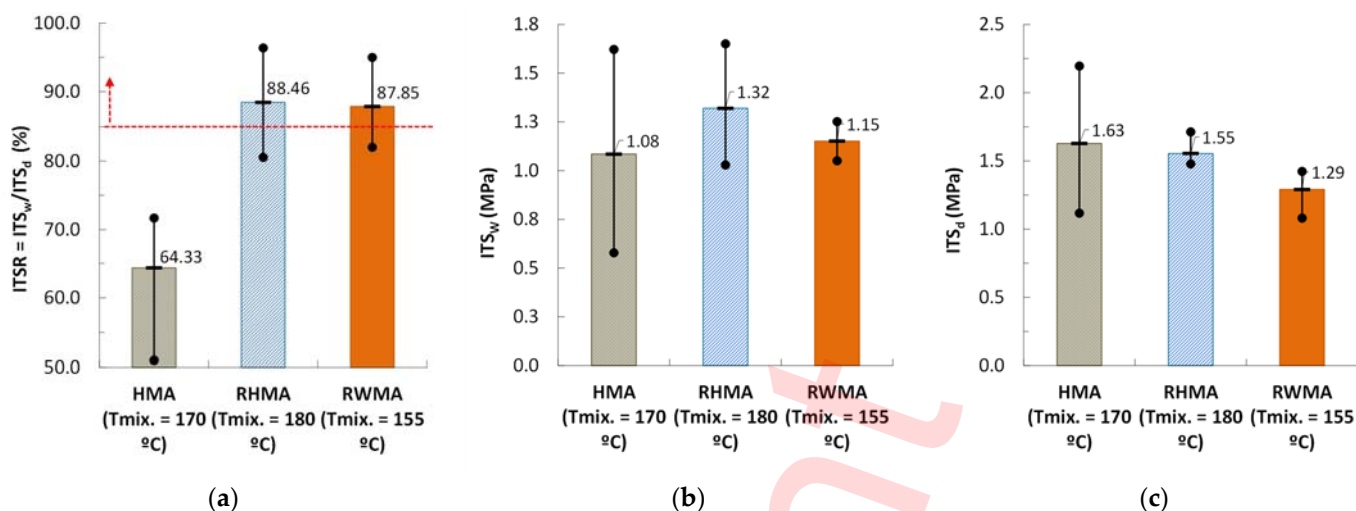 ITSR = ITSw/ITSd (%)
100.0
90.0
80.0
70.0
60.0
50.0
64.33
88.46
87.85
HMA
(Tmix. = 170
ºC)
RHMA
(Tmix. = 180
ºC)
RWMA
(Tmix. = 155
ºC)
(a)
ITSW (MPa)
1.8
1.5
1.3
1.0
0.8
0.5
0.3
0.0
1.08
1.32
1.15
HMA
(Tmix. = 170
ºC)
RHMA
(Tmix. = 180
ºC)
RWMA
(Tmix. = 155
ºC)
(b)
ITSd (MPa)
2.5
2.0
1.5
1.0
0.5
0.0
1.63
1.55
1.29
HMA
(Tmix. = 170
ºC)
RHMA
(Tmix. = 180
ºC)
RWMA
(Tmix. = 155
ºC)
(c)